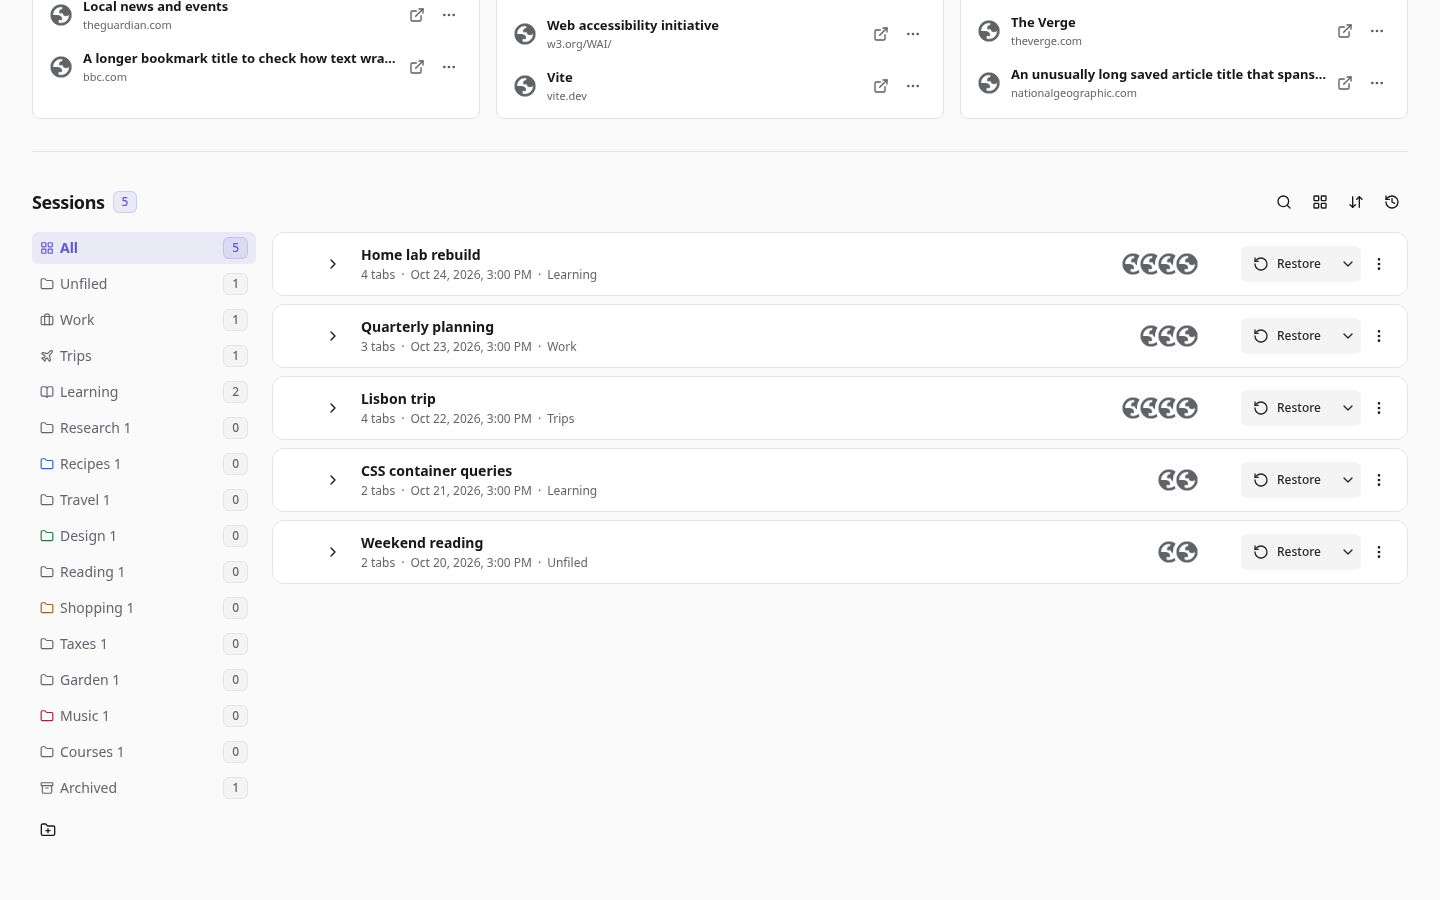 Local news and events
theguardian.com
A longer bookmark title to check how text wra...
bbc.com
Web accessibility initiative
w3.org/WAI/
Vite
vite.dev
The Verge
theverge.com
An unusually long saved article title that spans...
nationalgeographic.com
Sessions 5
All 5
Unfiled 1
Work 1
Trips 1
Learning 2
Research 1 0
Recipes 1 0
Travel 1 0
Design 1 0
Reading 1 0
Shopping 1 0
Taxes 1 0
Garden 1 0
Music 1 0
Courses 1 0
Archived 1
Home lab rebuild
4 tabs · Oct 24, 2026, 3:00 PM · Learning
Restore
Quarterly planning
3 tabs · Oct 23, 2026, 3:00 PM · Work
Restore
Lisbon trip
4 tabs · Oct 22, 2026, 3:00 PM · Trips
Restore
CSS container queries
2 tabs · Oct 21, 2026, 3:00 PM · Learning
Restore
Weekend reading
2 tabs · Oct 20, 2026, 3:00 PM · Unfiled
Restore